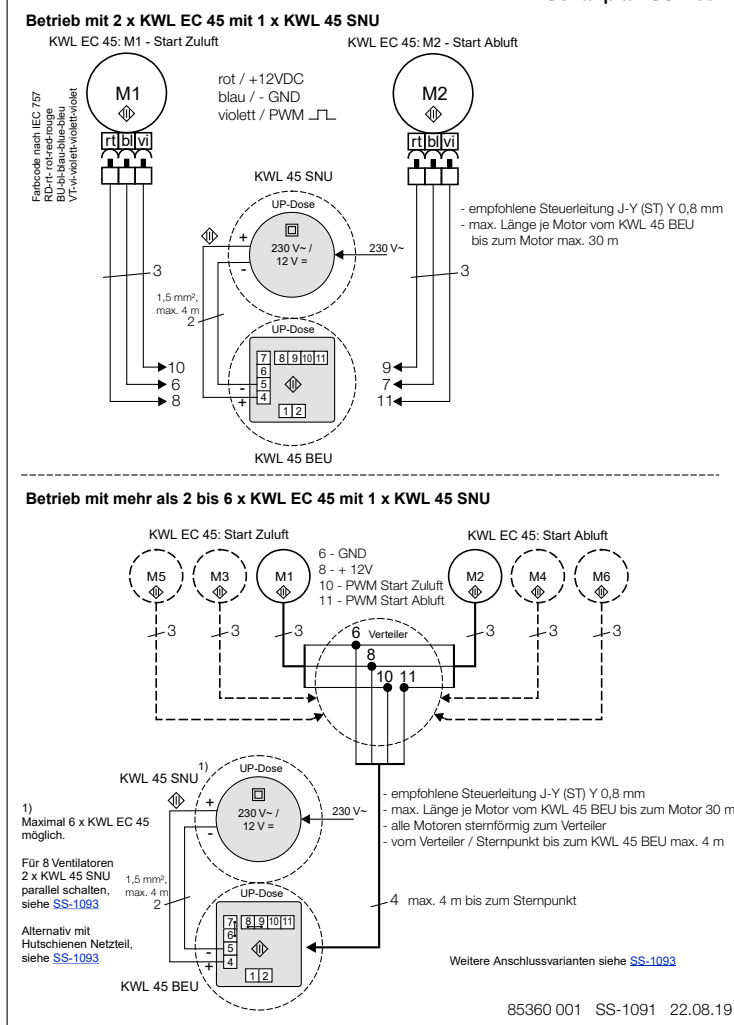 Betrieb mit 2 x KWL EC 45 mit 1 x KWL 45 SNU
KWL EC 45: M1 - Start Zuluft
KWL EC 45: M2 - Start Abluft
M1
rt bl vi
rot / +12VDC
blau / - GND
violett / PWM
M2
rt bl vi
Farbcode nach IEC 757
RD-rt- rot-red-rouge
BU-bl-blau-blue-bleu
VT-vi-violett-violett-violet
KWL 45 SNU
UP-Dose
230 V~ /
12 V =
+
-
230 V~
- empfohlene Steuerleitung J-Y (ST) Y 0,8 mm
- max. Länge je Motor vom KWL 45 BEU
bis zum Motor max. 30 m
3
3
1,5 mm²,
max. 4 m
2
UP-Dose
7 8 9 10 11
6
5
4
1 2
-
+
10
6
8
9
7
11
KWL 45 BEU
Betrieb mit mehr als 2 bis 6 x KWL EC 45 mit 1 x KWL 45 SNU
KWL EC 45: Start Zuluft
KWL EC 45: Start Abluft
M5
M3
M1
6 - GND
8 - + 12V
10 - PWM Start Zuluft
11 - PWM Start Abluft
M2
M4
M6
3
3
3
3
3
3
6 Verteiler
8
10 11
KWL 45 SNU
1)
UP-Dose
230 V~ /
12 V =
+
-
230 V~
- empfohlene Steuerleitung J-Y (ST) Y 0,8 mm
- max. Länge je Motor vom KWL 45 BEU bis zum Motor 30 m
- alle Motoren sternförmig zum Verteiler
- vom Verteiler / Sternpunkt bis zum KWL 45 BEU max. 4 m
1)
Maximal 6 x KWL EC 45
möglich.
Für 8 Ventilatoren
2 x KWL 45 SNU
parallel schalten,
siehe SS-1093
Alternativ mit
Hutschienen Netzteil,
siehe SS-1093
1,5 mm²,
max. 4 m
2
UP-Dose
7 8 9 10 11
6
5
4
1 2
-
+
KWL 45 BEU
4 max. 4 m bis zum Sternpunkt
Weitere Anschlussvarianten siehe SS-1093
85360 001 SS-1091 22.08.19